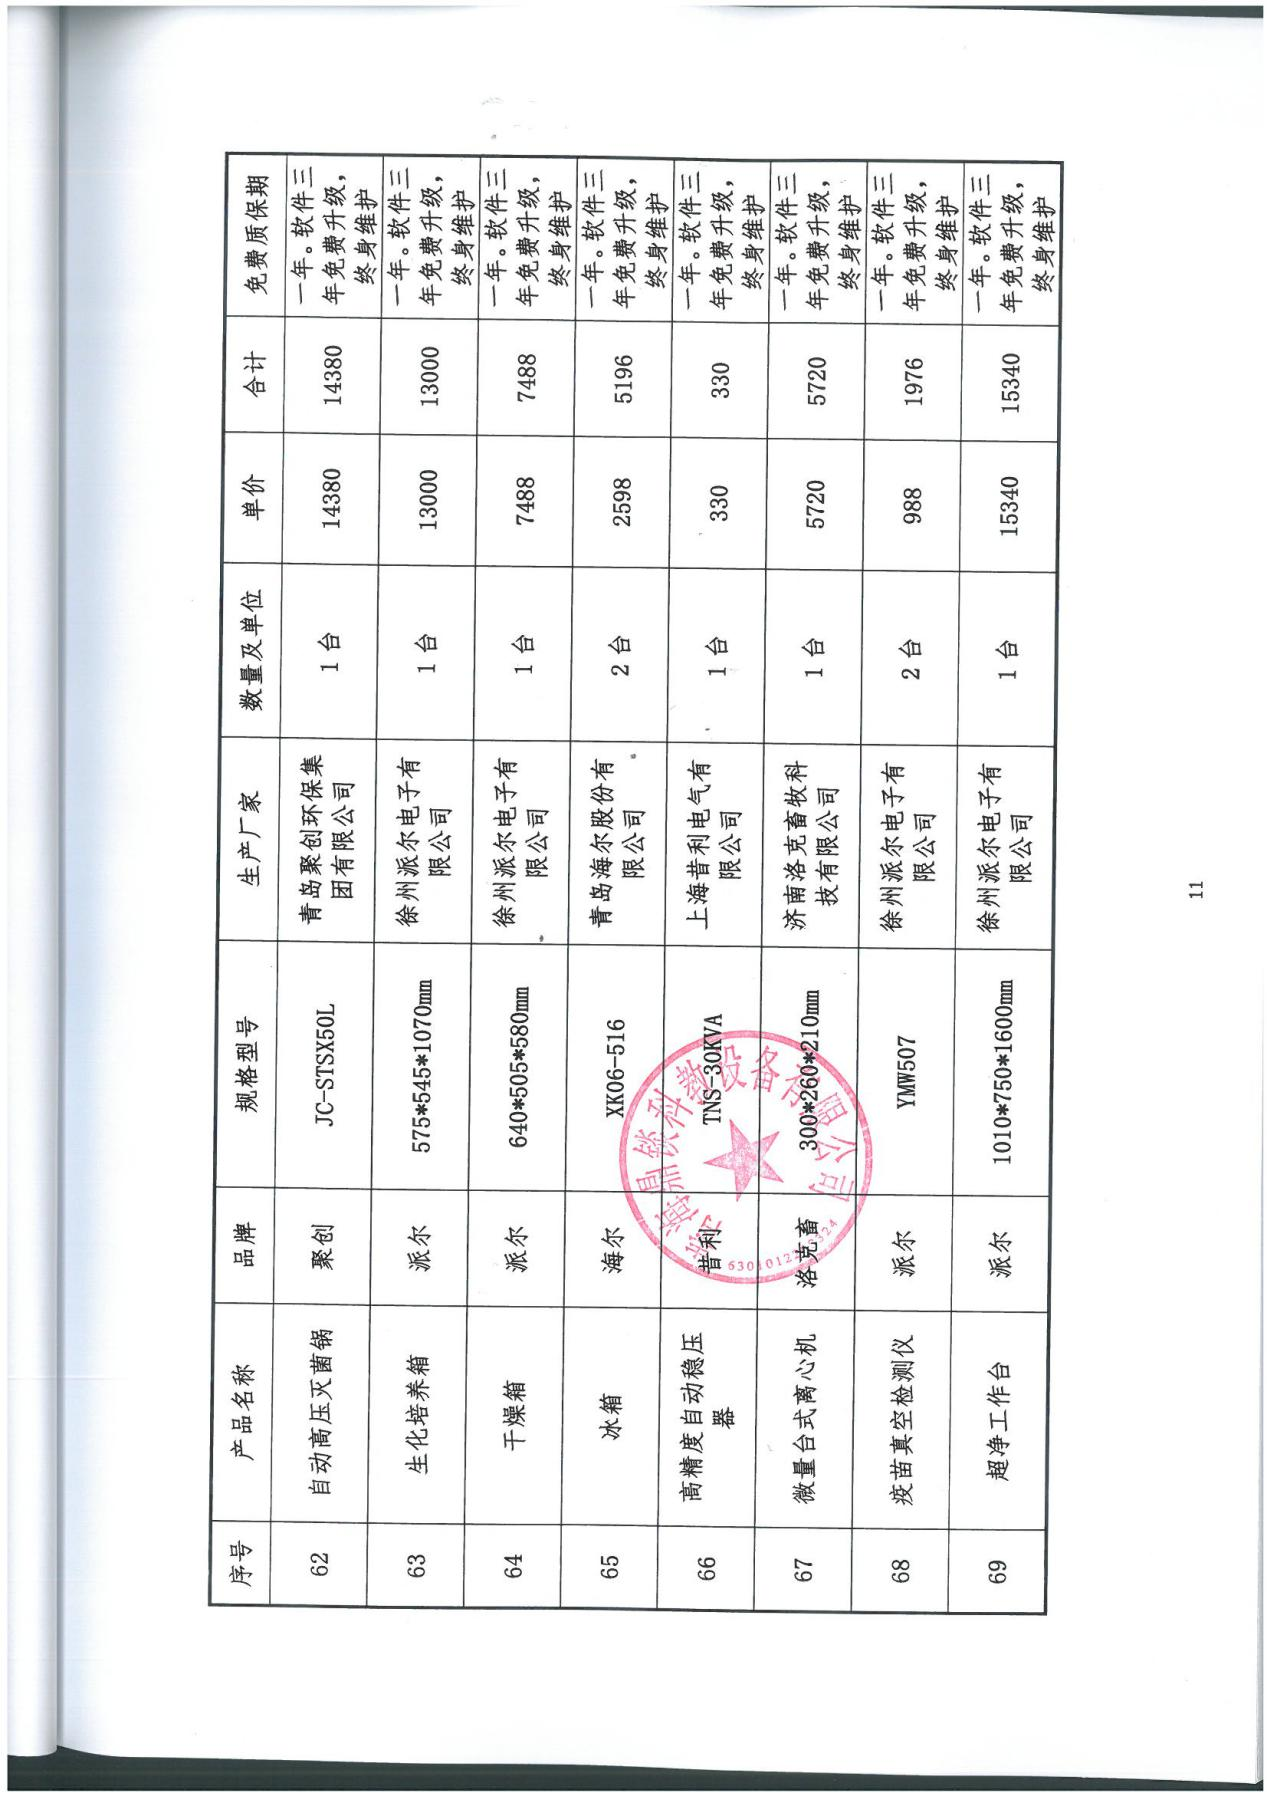 序号 产品名称 品牌 规格型号 生产厂家 数量及单位 单价 合计 免费质保期
62 自动高压灭菌锅 聚创 JC-STSX50L 青岛聚创环保集团有限公司 1台 14380 14380 一年。软件三年免费升级，终身维护
63 生化培养箱 派尔 575*545*1070mm 徐州派尔电子有限公司 1台 13000 13000 一年。软件三年免费升级，终身维护
64 干燥箱 派尔 640*505*580mm 徐州派尔电子有限公司 1台 7488 7488 一年。软件三年免费升级，终身维护
65 冰箱 海尔 XK06-516 青岛海尔股份有限公司 2台 2598 5196 一年。软件三年免费升级，终身维护
66 高精度自动稳压器 昔利 TNS-30KVA 上海昔利电气有限公司 1台 330 330 一年。软件三年免费升级，终身维护
67 微量台式离心机 洛克畜 300*260*210mm 济南洛克畜牧科技有限公司 1台 5720 5720 一年。软件三年免费升级，终身维护
68 疫苗真空检测仪 派尔 YMW507 徐州派尔电子有限公司 2台 988 1976 一年。软件三年免费升级，终身维护
69 超净工作台 派尔 1010*750*1600mm 徐州派尔电子有限公司 1台 15340 15340 一年。软件三年免费升级，终身维护
科教设备有限公司
11